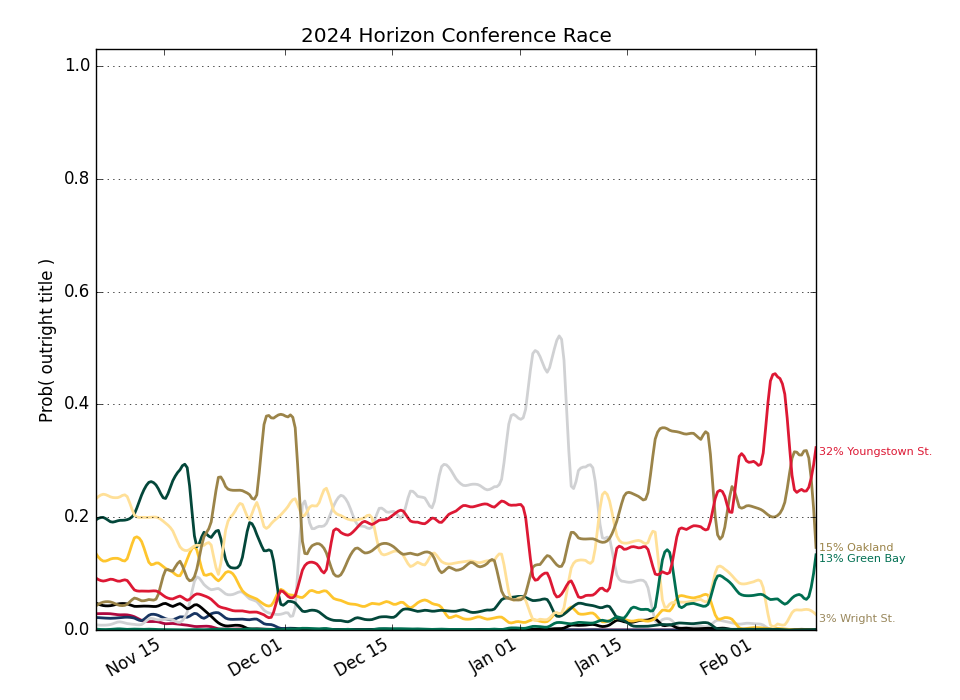 2024 Horizon Conference Race
Prob( outright title )
1.0
0.8
0.6
0.4
0.2
0.0
32% Youngstown St.
15% Oakland
13% Green Bay
3% Wright St.
Nov 15
Dec 01
Dec 15
Jan 01
Jan 15
Feb 01